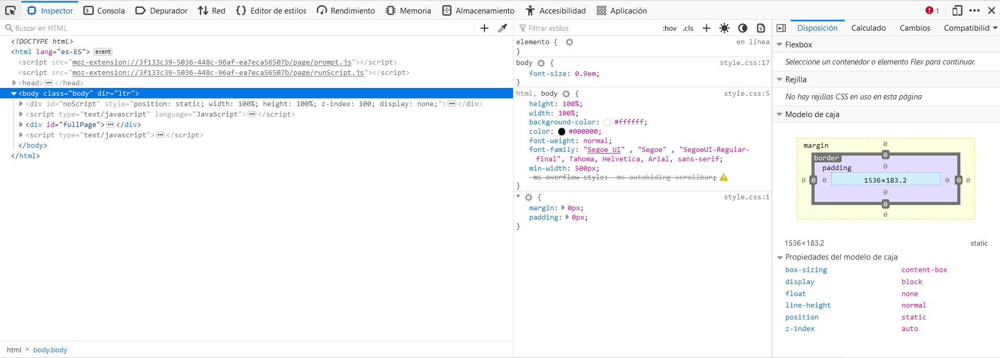 Inspector Consola Depurador Red Editor de estilos Rendimiento Memoria Almacenamiento Accesibilidad Aplicación 1
Buscar en HTML
<!DOCTYPE html>
<html lang="es-ES"> event
<script src="moz-extension://3f133c39-5036-448c-96af-ea7eca56507b/page/prompt.js"></script>
<script src="moz-extension://3f133c39-5036-448c-96af-ea7eca56507b/page/runScript.js"></script>
<head>···</head>
<body class="body" dir="ltr">
<div id="noScript" style="position: static; width: 100%; height: 100%; z-index: 100; display: none;">···</div>
<script type="text/javascript" language="JavaScript">···</script>
<div id="fullPage">···</div>
<script type="text/javascript">···</script>
</body>
</html>
html > body.body
Filtrar estilos :hov .cls
elemento { en línea
}
body { style.css:17
font-size: 0.9em;
}
html, body { style.css:5
height: 100%;
width: 100%;
background-color: #ffffff;
color: #000000;
font-weight: normal;
font-family: "Segoe UI" , "Segoe" , "SegoeUI-Regular-
final", Tahoma, Helvetica, Arial, sans-serif;
min-width: 500px;
-ms-overflow-style: -ms-autohiding-scrollbar;
}
* { style.css:1
margin: 0px;
padding: 0px;
}
Disposición Calculado Cambios Compatibilid
Flexbox
Seleccione un contenedor o elemento Flex para continuar.
Rejilla
No hay rejillas CSS en uso en esta página
Modelo de caja
margin 0
border 0
padding 0
0 0 0 1536×183.2 0 0 0
0
0
0
1536×183.2 static
Propiedades del modelo de caja
box-sizing content-box
display block
float none
line-height normal
position static
z-index auto